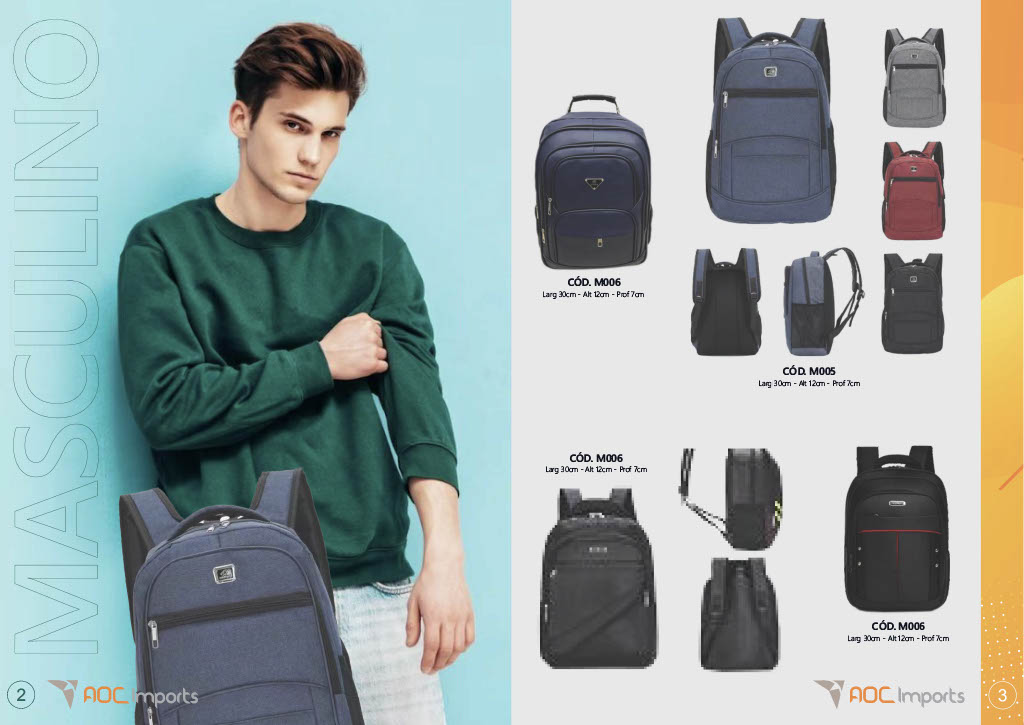 MASCULINO
CÓD. M006
Larg 30cm - Alt 12cm - Prof 7cm
CÓD. M005
Larg 30cm - Alt 12cm - Prof 7cm
CÓD. M006
Larg 30cm - Alt 12cm - Prof 7cm
CÓD. M006
Larg 30cm - Alt 12cm - Prof 7cm
2
AOC Imports
AOC Imports
3